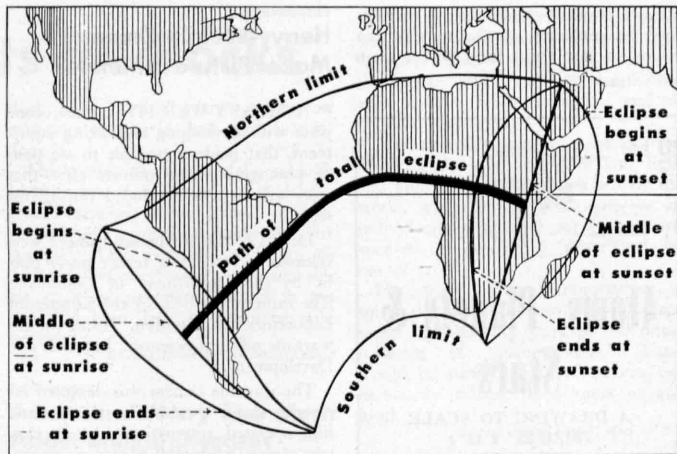 Northern limit
Path of total eclipse
Eclipse
begins
at
sunset
Eclipse
begins
at
sunrise
Middle
of eclipse
at sunset
Middle
of eclipse
at sunrise
Eclipse
ends at
sunset
Southern limit
Eclipse ends
at sunrise